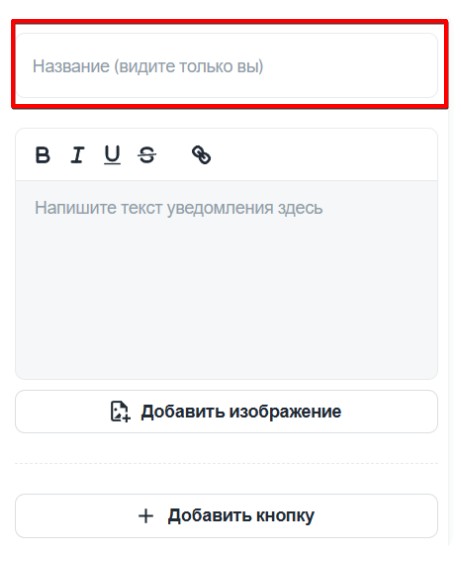 Название (видите только вы)
B I U S
Напишите текст уведомления здесь
Добавить изображение
+ Добавить кнопку